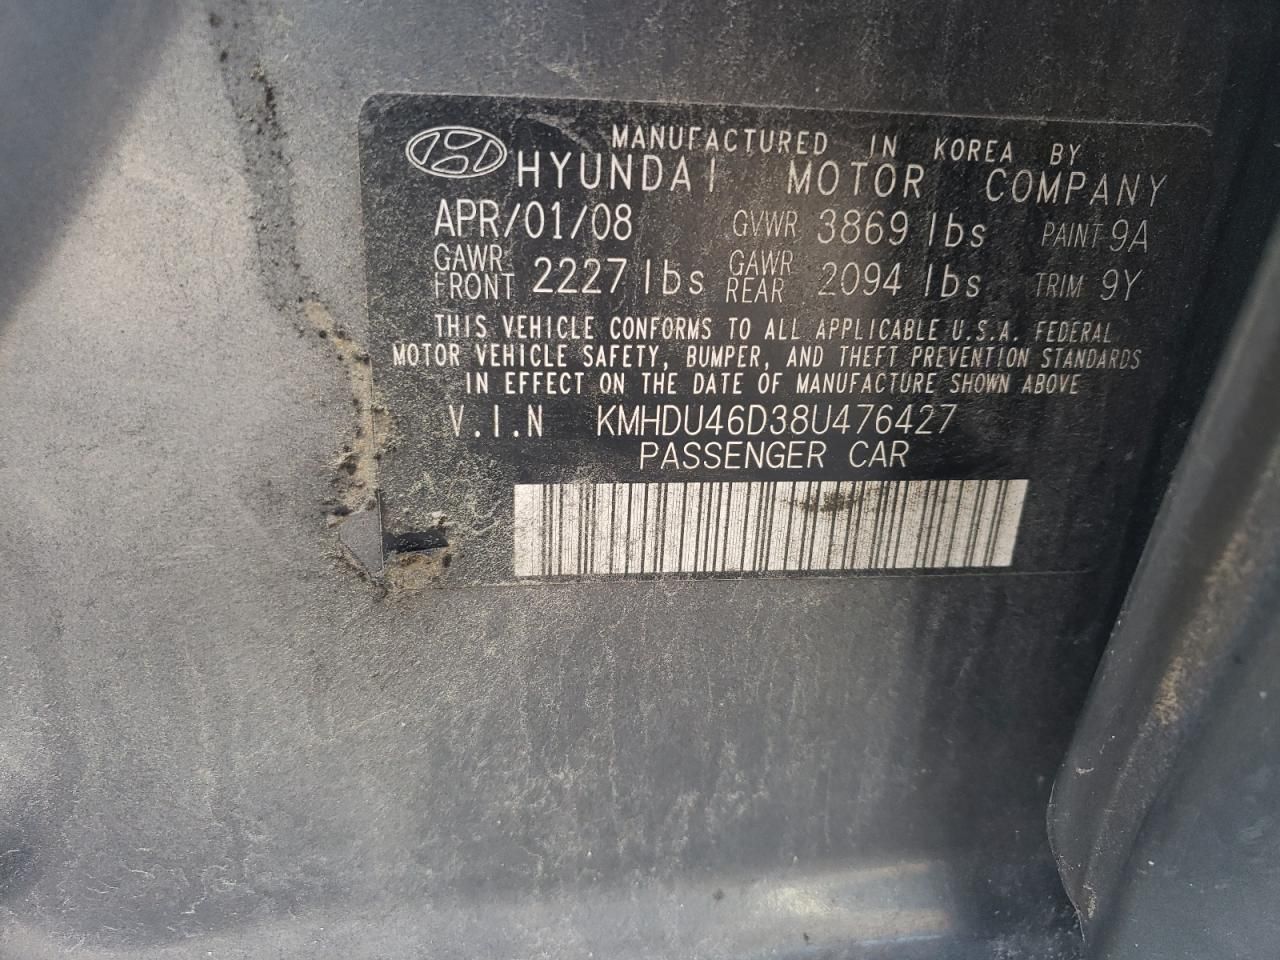 MANUFACTURED IN KOREA BY
HYUNDAI MOTOR COMPANY
APR/01/08 GVWR 3869 lbs PAINT 9A
GAWR FRONT 2227 lbs GAWR REAR 2094 lbs TRIM 9Y
THIS VEHICLE CONFORMS TO ALL APPLICABLE U.S.A. FEDERAL
MOTOR VEHICLE SAFETY, BUMPER, AND THEFT PREVENTION STANDARDS
IN EFFECT ON THE DATE OF MANUFACTURE SHOWN ABOVE
V.I.N KMHDU46D38U476427
PASSENGER CAR